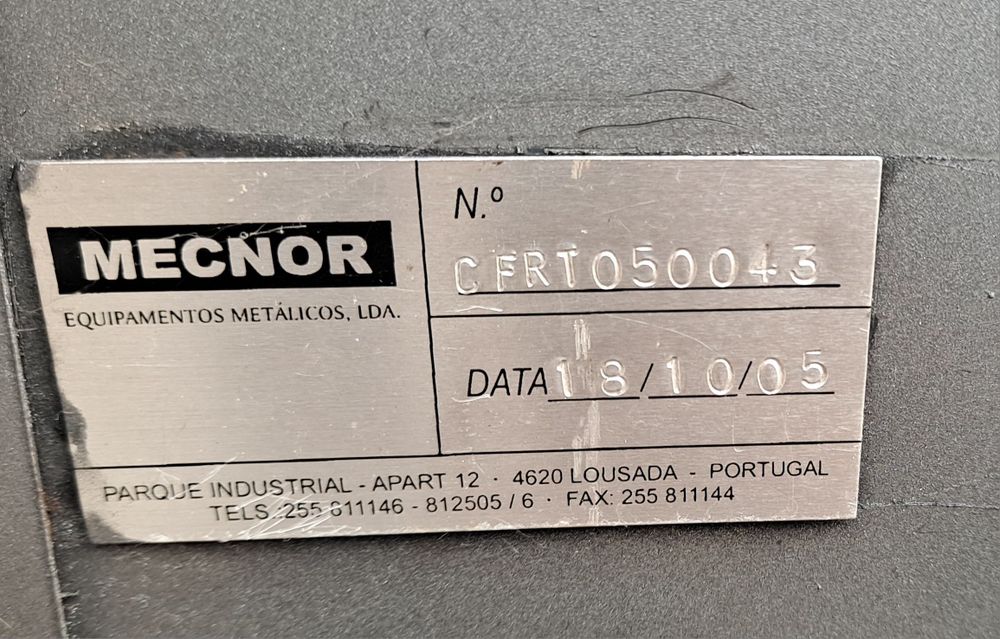 MECNOR
EQUIPAMENTOS METÁLICOS, LDA.
N.º
CFRT050043
DATA 18/10/05
PARQUE INDUSTRIAL - APART 12 · 4620 LOUSADA - PORTUGAL
TELS.:255 811146 - 812505 / 6 · FAX: 255 811144